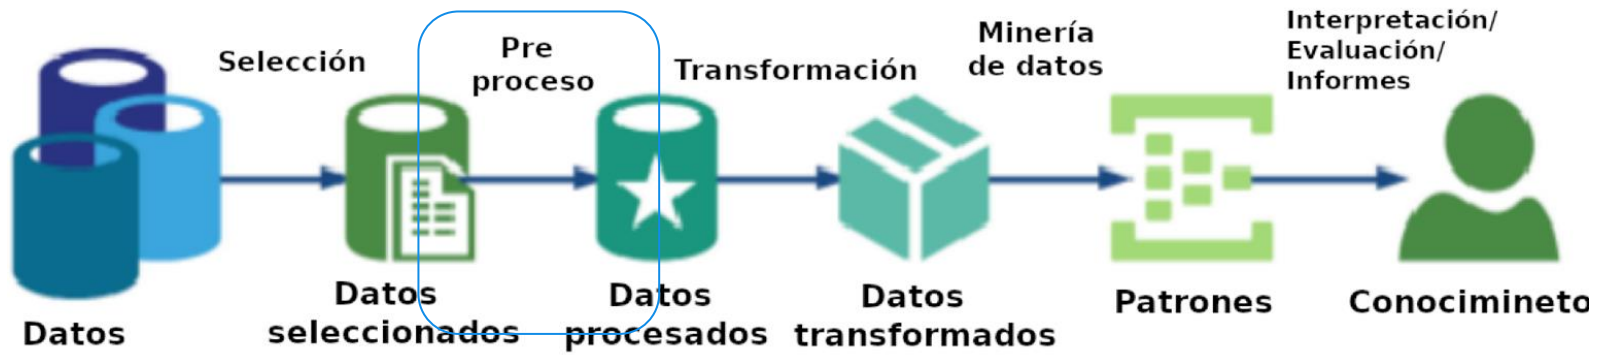 Selección
Pre
proceso
Transformación
Minería
de datos
Interpretación/
Evaluación/
Informes
Datos
Datos
seleccionados
Datos
procesados
Datos
transformados
Patrones
Conocimineto